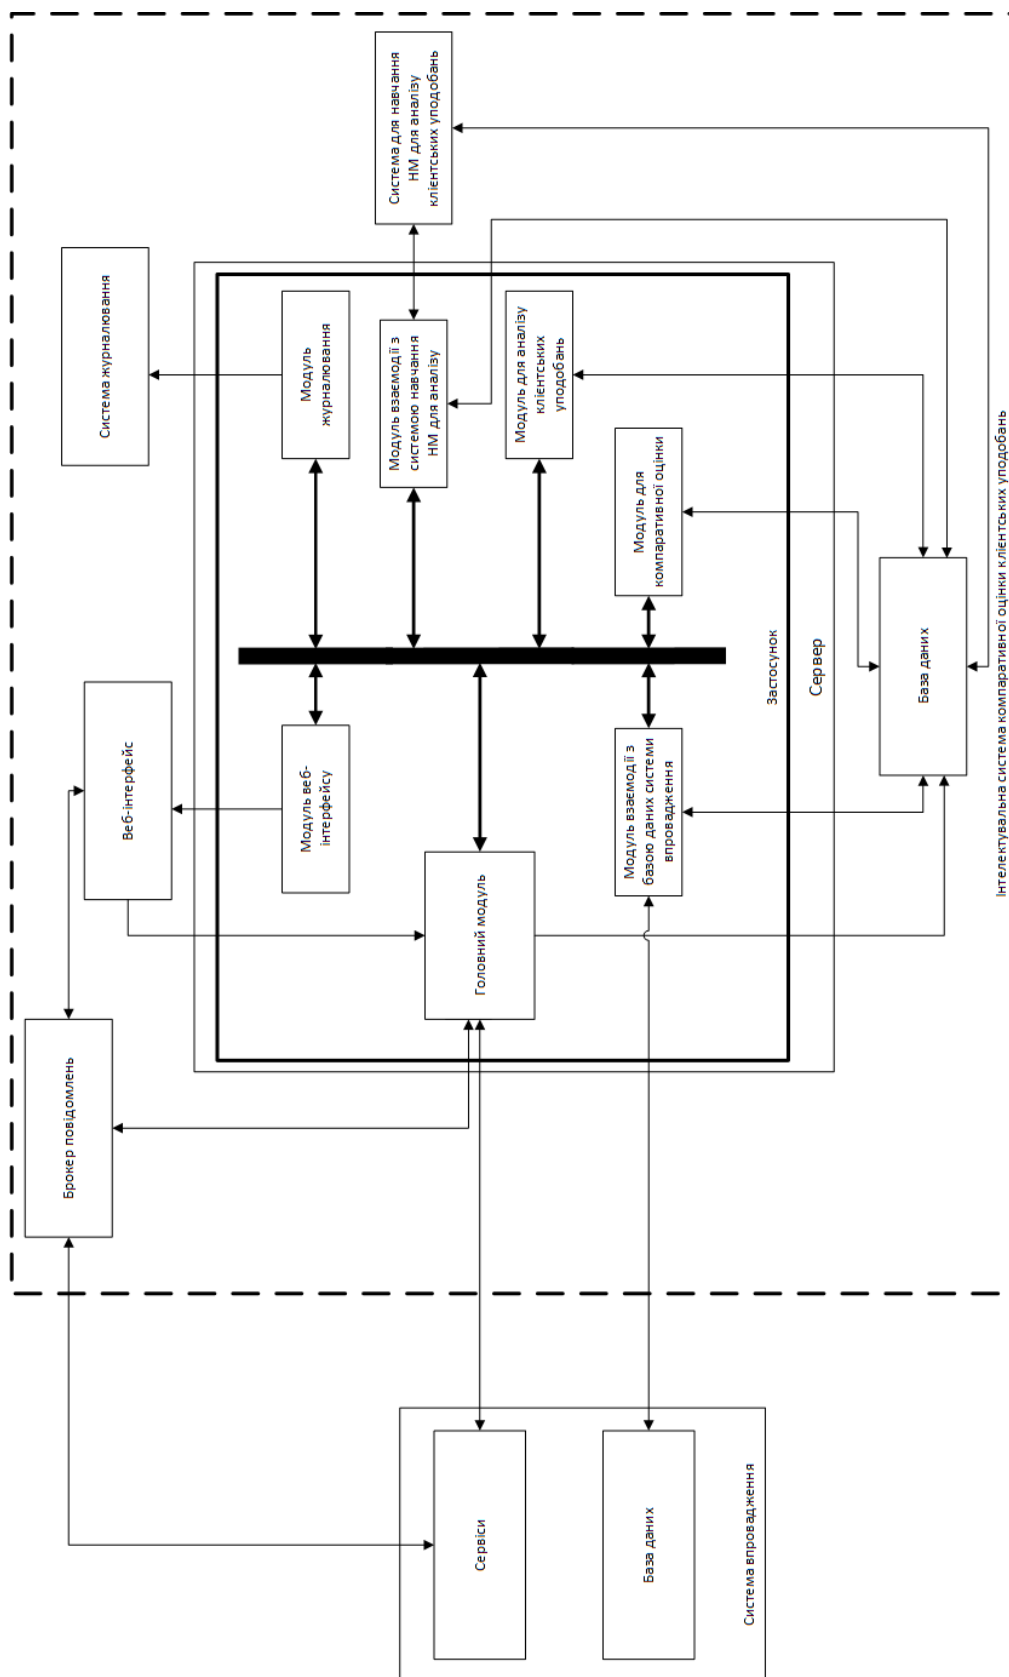 Брокер повідомлень
Веб-інтерфейс
Система журналювання
Модуль веб-
інтерфейсу
Модуль
журналювання
Система для навчання
НМ для аналізу
клієнтських уподобань
Модуль взаємодії з
системою навчання
НМ для аналізу
Сервіси
Головний модуль
Модуль для аналізу
клієнтських
уподобань
База даних
Модуль взаємодії з
базою даних системи
впровадження
Модуль для
компаративної оцінки
Система впровадження
Застосунок
Сервер
База даних
Інтелектувальна система компаративної оцінки клієнтських уподобань